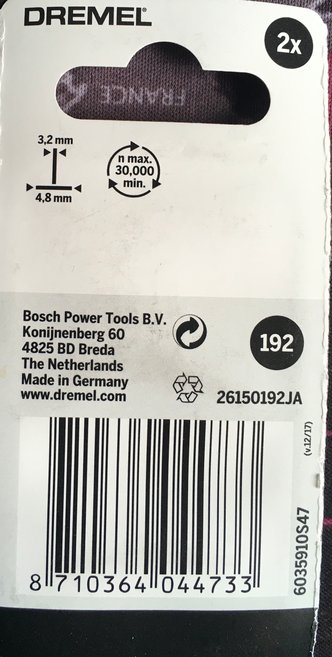 DREMEL®
2x
FRANCE
3,2 mm
4,8 mm
n max.
30,000
min.
Bosch Power Tools B.V.
Konijnenberg 60
4825 BD Breda
The Netherlands
Made in Germany
www.dremel.com
192
26150192JA
(v.12/17)
6035910S47
8 710364 044733